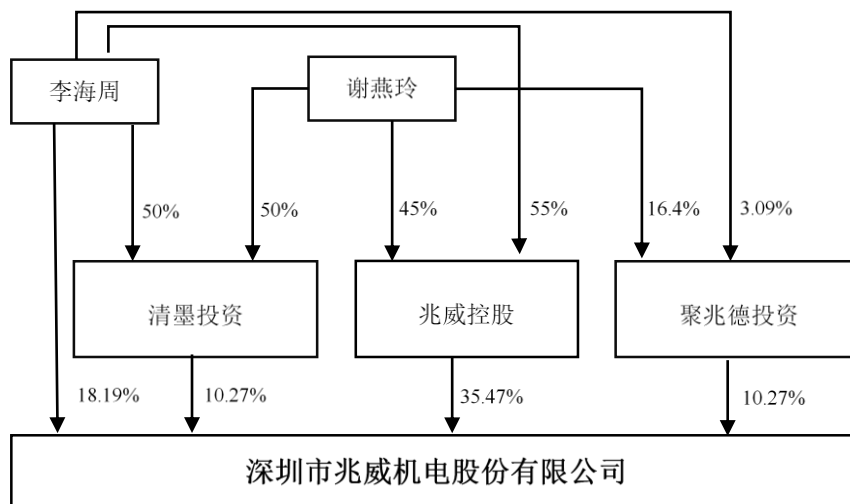 李海周
谢燕玲
50%
50%
45%
55%
16.4%
3.09%
清墨投资
兆威控股
聚兆德投资
18.19%
10.27%
35.47%
10.27%
深圳市兆威机电股份有限公司